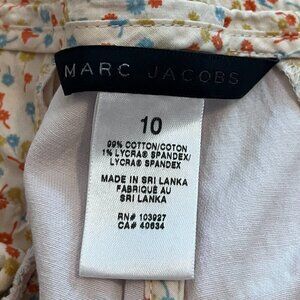 MARC JACOBS
10
99% COTTON/COTON
1% LYCRA® SPANDEX/
LYCRA® SPANDEX
MADE IN SRI LANKA
FABRIQUÉ AU
SRI LANKA
RN# 103927
CA# 40634